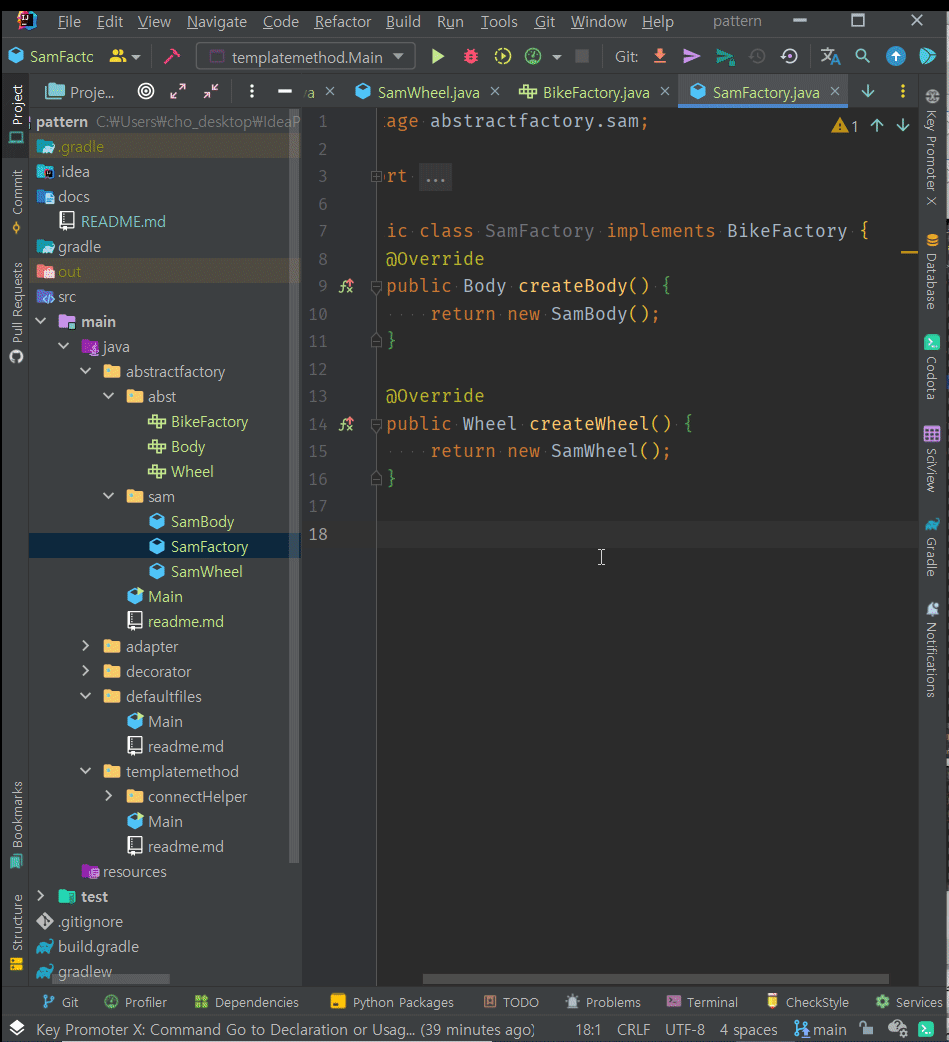 File Edit View Navigate Code Refactor Build Run Tools Git Window Help pattern
SamFacto templatemethod.Main Git:
Proje... va SamWheel.java BikeFactory.java SamFactory.java
Project
Commit
Pull Requests
Bookmarks
Structure
pattern C:₩Users₩cho_desktop₩IdeaP
.gradle
.idea
docs
README.md
gradle
out
src
main
java
abstractfactory
abst
BikeFactory
Body
Wheel
sam
SamBody
SamFactory
SamWheel
Main
readme.md
adapter
decorator
defaultfiles
Main
readme.md
templatemethod
connectHelper
Main
readme.md
resources
test
.gitignore
build.gradle
gradlew
1 age abstractfactory.sam; 1
2
3 rt ...
6
7 ic class SamFactory implements BikeFactory {
8 @Override
9 public Body createBody() {
10 return new SamBody();
11 }
12
13 @Override
14 public Wheel createWheel() {
15 return new SamWheel();
16 }
17
18
Key Promoter X
Database
Codota
SciView
Gradle
Notifications
Git Profiler Dependencies Python Packages TODO Problems Terminal CheckStyle Services
Key Promoter X: Command Go to Declaration or Usag... (39 minutes ago) 18:1 CRLF UTF-8 4 spaces main